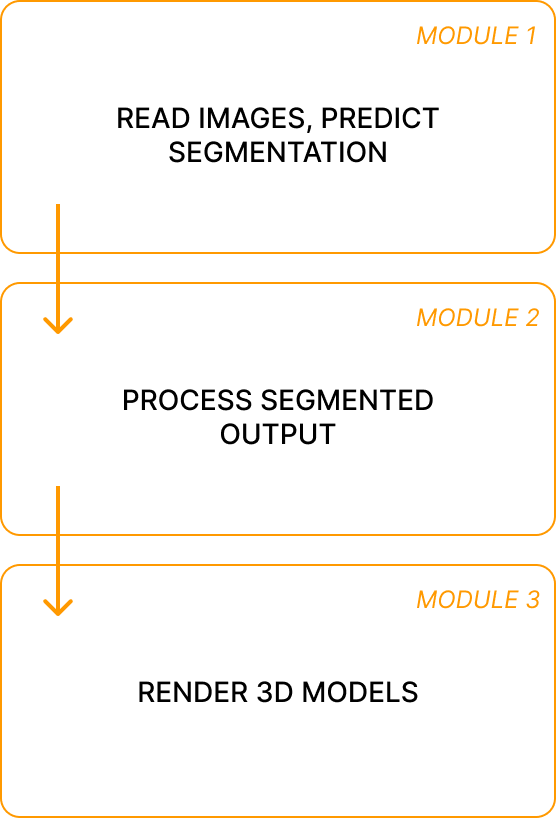 MODULE 1
READ IMAGES, PREDICT
SEGMENTATION
MODULE 2
PROCESS SEGMENTED
OUTPUT
MODULE 3
RENDER 3D MODELS